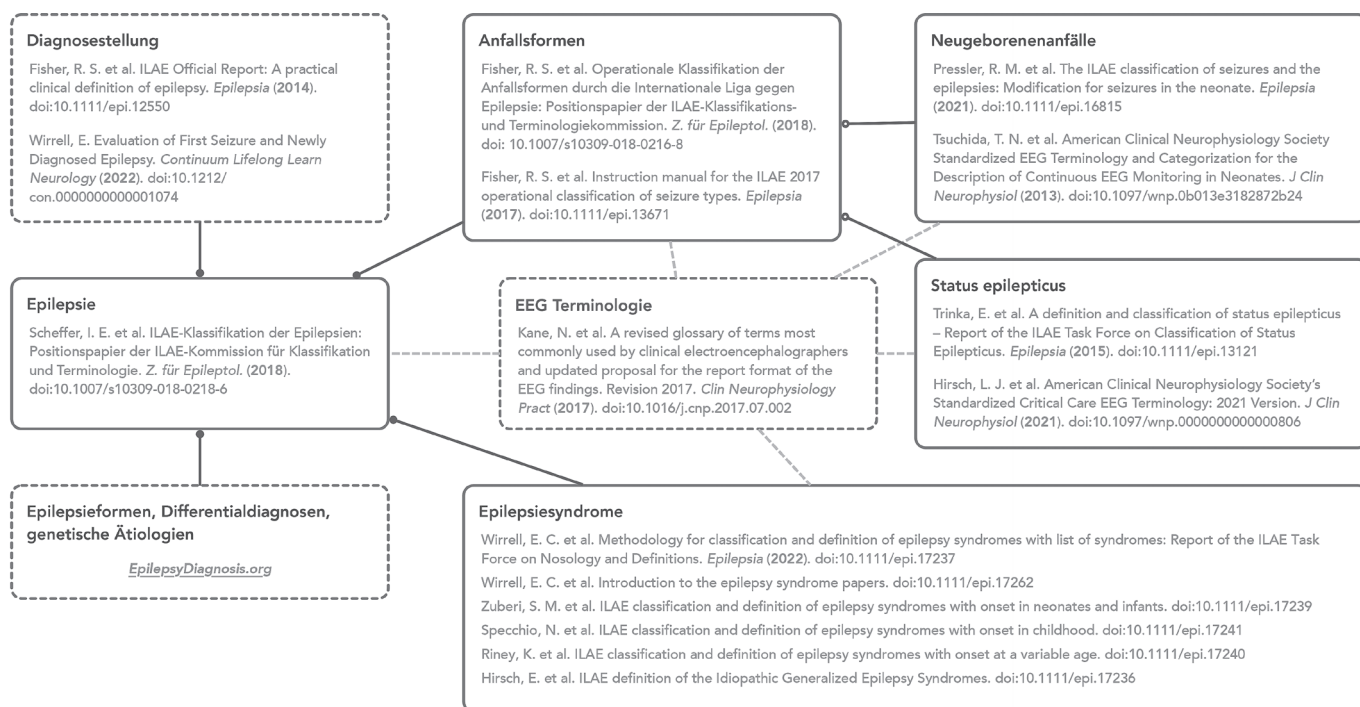 Diagnosestellung
Fisher, R. S. et al. ILAE Official Report: A practical
clinical definition of epilepsy. Epilepsia (2014).
doi:10.1111/epi.12550
Wirrell, E. Evaluation of First Seizure and Newly
Diagnosed Epilepsy. Continuum Lifelong Learn
Neurology (2022). doi:10.1212/
con.0000000000001074
Anfallsformen
Fisher, R. S. et al. Operationale Klassifikation der
Anfallsformen durch die Internationale Liga gegen
Epilepsie: Positionspapier der ILAE-Klassifikations-
und Terminologiekommission. Z. für Epileptol. (2018).
doi: 10.1007/s10309-018-0216-8
Fisher, R. S. et al. Instruction manual for the ILAE 2017
operational classification of seizure types. Epilepsia
(2017). doi:10.1111/epi.13671
Neugeborenenanfälle
Pressler, R. M. et al. The ILAE classification of seizures and the
epilepsies: Modification for seizures in the neonate. Epilepsia
(2021). doi:10.1111/epi.16815
Tsuchida, T. N. et al. American Clinical Neurophysiology Society
Standardized EEG Terminology and Categorization for the
Description of Continuous EEG Monitoring in Neonates. J Clin
Neurophysiol (2013). doi:10.1097/wnp.0b013e3182872b24
Epilepsie
Scheffer, I. E. et al. ILAE-Klassifikation der Epilepsien:
Positionspapier der ILAE-Kommission für Klassifikation
und Terminologie. Z. für Epileptol. (2018).
doi:10.1007/s10309-018-0218-6
EEG Terminologie
Kane, N. et al. A revised glossary of terms most
commonly used by clinical electroencephalographers
and updated proposal for the report format of the
EEG findings. Revision 2017. Clin Neurophysiology
Pract (2017). doi:10.1016/j.cnp.2017.07.002
Status epilepticus
Trinka, E. et al. A definition and classification of status epilepticus
– Report of the ILAE Task Force on Classification of Status
Epilepticus. Epilepsia (2015). doi:10.1111/epi.13121
Hirsch, L. J. et al. American Clinical Neurophysiology Society's
Standardized Critical Care EEG Terminology: 2021 Version. J Clin
Neurophysiol (2021). doi:10.1097/wnp.0000000000000806
Epilepsieformen, Differentialdiagnosen,
genetische Ätiologien
EpilepsyDiagnosis.org
Epilepsiesyndrome
Wirrell, E. C. et al. Methodology for classification and definition of epilepsy syndromes with list of syndromes: Report of the ILAE Task
Force on Nosology and Definitions. Epilepsia (2022). doi:10.1111/epi.17237
Wirrell, E. C. et al. Introduction to the epilepsy syndrome papers. doi:10.1111/epi.17262
Zuberi, S. M. et al. ILAE classification and definition of epilepsy syndromes with onset in neonates and infants. doi:10.1111/epi.17239
Specchio, N. et al. ILAE classification and definition of epilepsy syndromes with onset in childhood. doi:10.1111/epi.17241
Riney, K. et al. ILAE classification and definition of epilepsy syndromes with onset at a variable age. doi:10.1111/epi.17240
Hirsch, E. et al. ILAE definition of the Idiopathic Generalized Epilepsy Syndromes. doi:10.1111/epi.17236